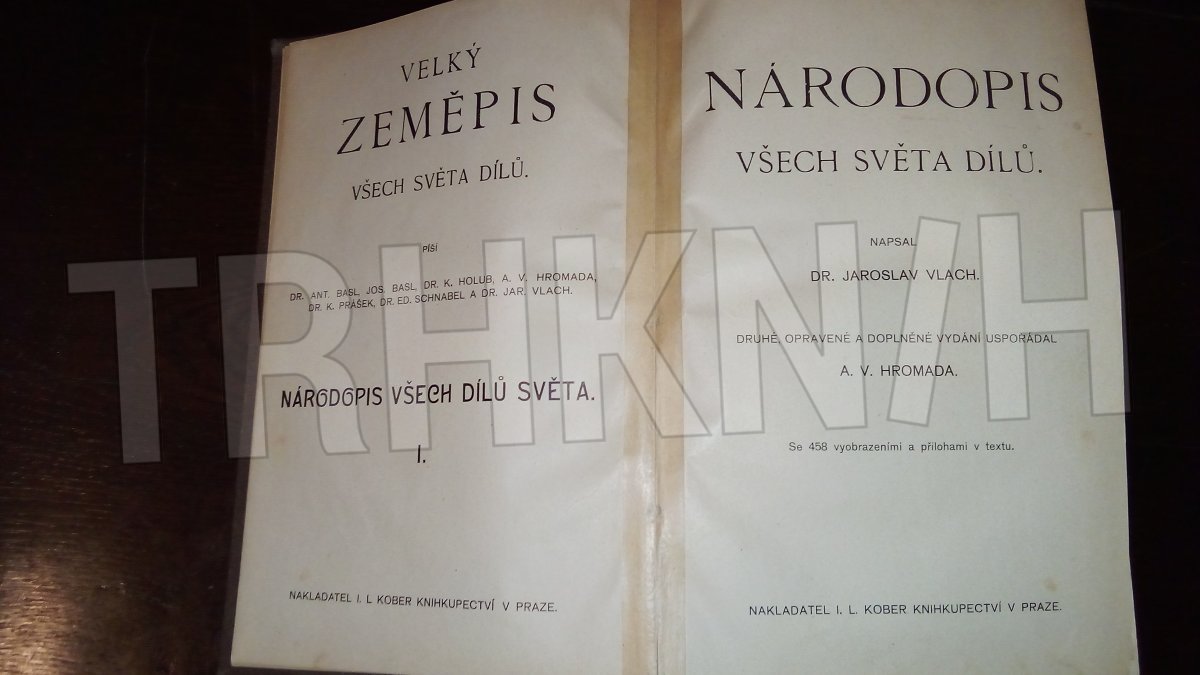 VELKÝ
ZEMĚPIS
VŠECH SVĚTA DÍLŮ.
PÍŠÍ
DR. ANT. BASL, JOS. BASL, DR. K. HOLUB, A. V. HROMADA,
DR. K. PRÁŠEK, DR. ED. SCHNABEL A DR. JAR. VLACH.
NÁRODOPIS VŠECH DÍLŮ SVĚTA.
I.
NAKLADATEL I. L KOBER KNIHKUPECTVÍ V PRAZE.
NÁRODOPIS
VŠECH SVĚTA DÍLŮ.
NAPSAL
DR. JAROSLAV VLACH.
DRUHÉ, OPRAVENÉ A DOPLNĚNÉ VYDÁNÍ USPOŘÁDAL
A. V. HROMADA.
Se 458 vyobrazeními a přílohami v textu.
NAKLADATEL I. L. KOBER KNIHKUPECTVÍ V PRAZE.
TRHKNIH